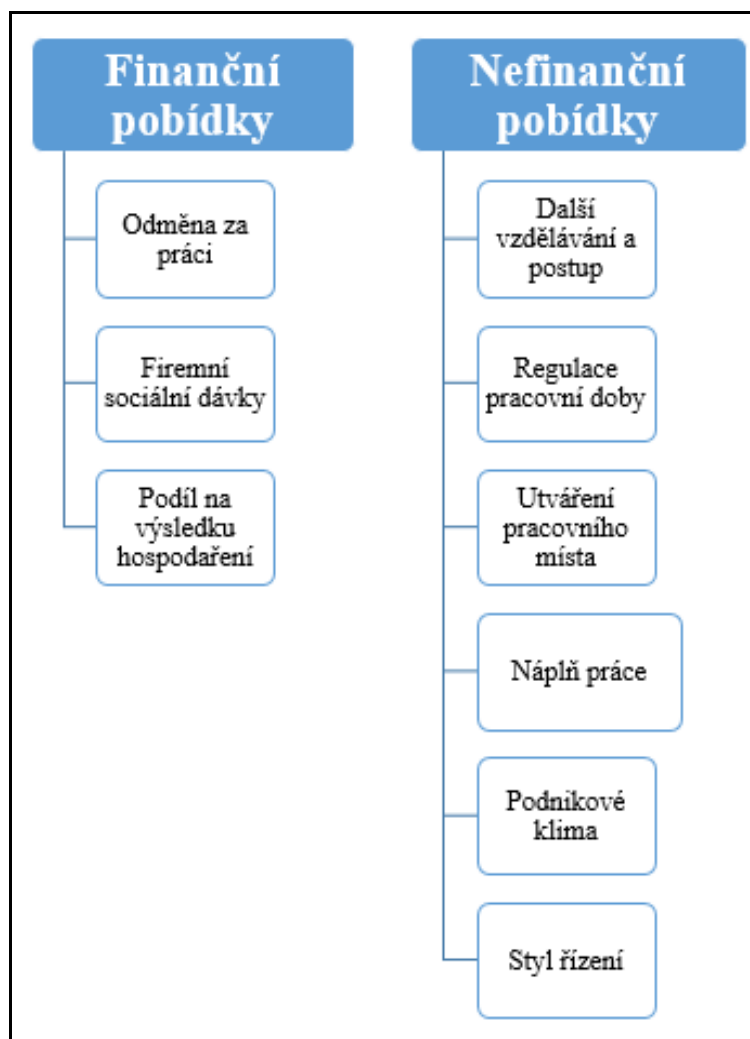 Finanční
pobídky
Odměna za
práci
Firemní
sociální dávky
Podíl na
výsledku
hospodaření
Nefinanční
pobídky
Další
vzdělávání a
postup
Regulace
pracovní doby
Utváření
pracovního
místa
Náplň práce
Podnikové
klima
Styl řízení